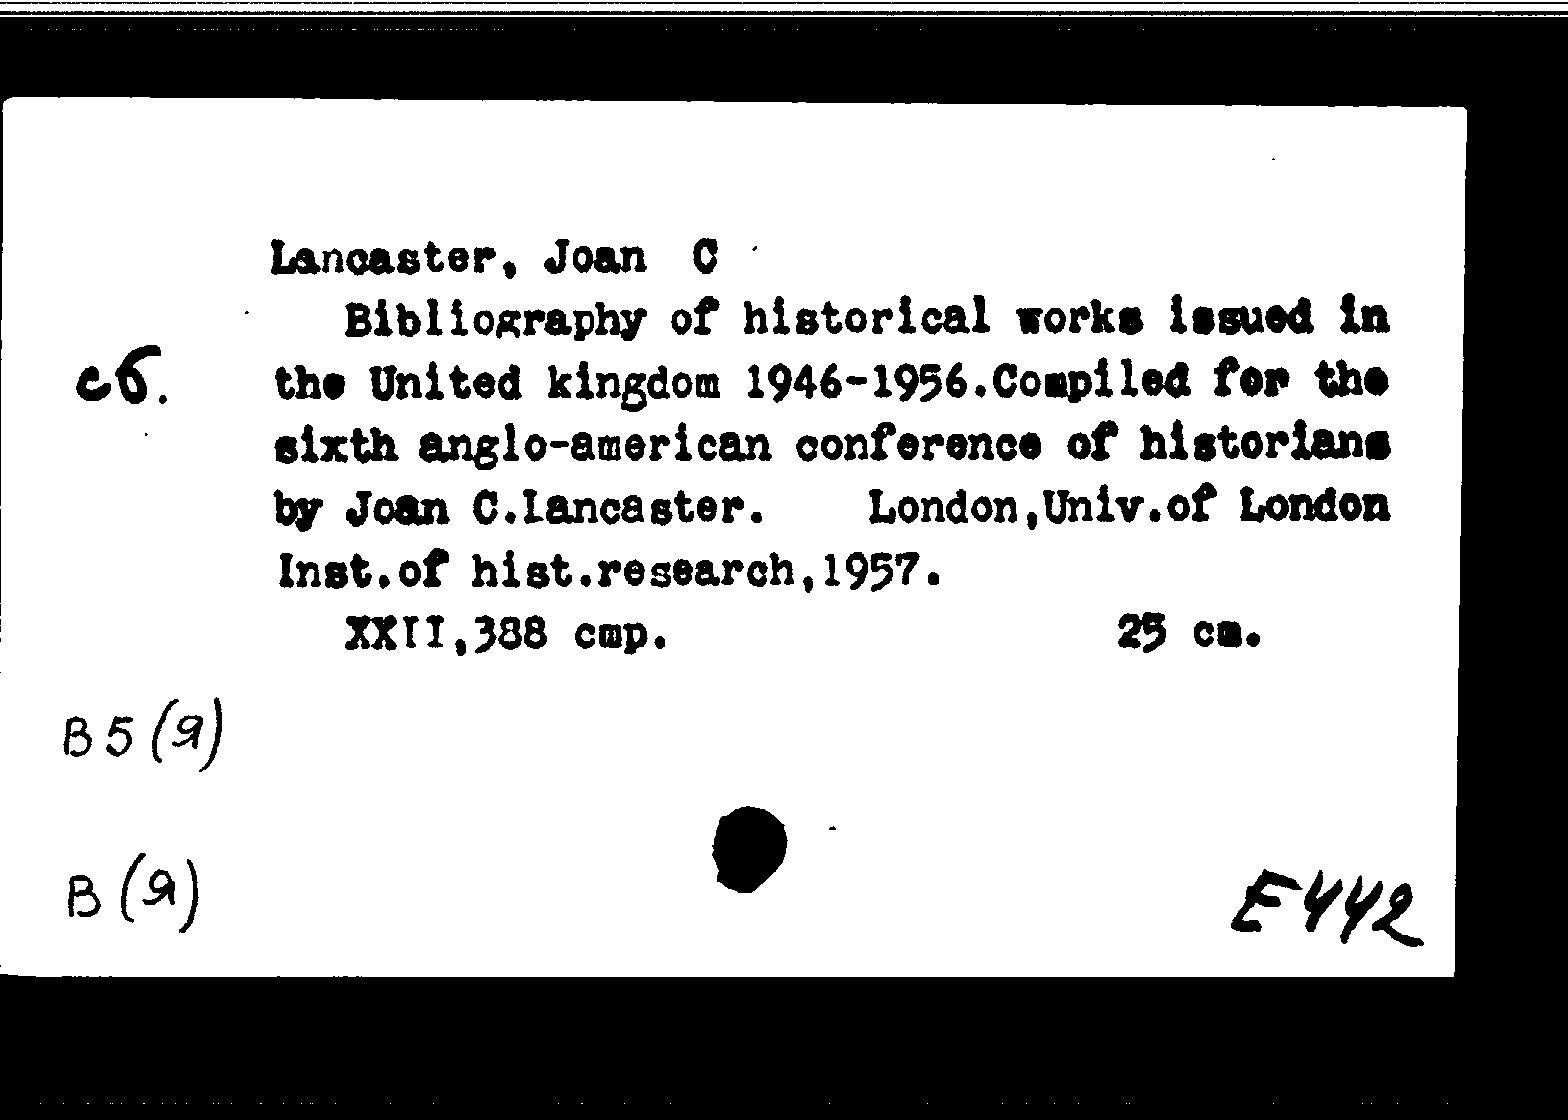 Lancaster, Joan C
Bibliography of historical works issued in
сб.
the United kingdom 1946-1956.Compiled for the
sixth anglo-american conference of historians
by Joan C.Lancaster. London,Univ.of London
Inst.of hist.research,1957.
XXII,388 cmp. 25 cm.
В 5 (Я)
В (Я)
E 442